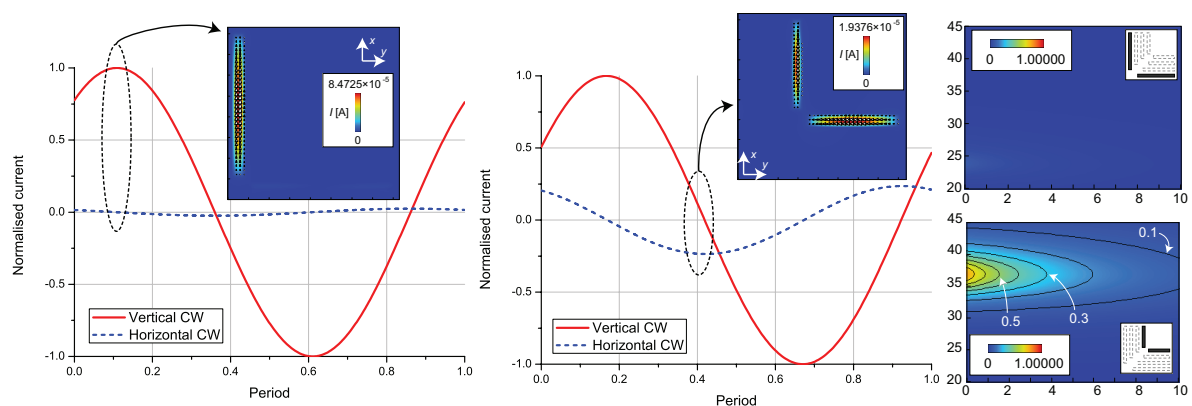 1.0
0.5
0.0
-0.5
-1.0
Normalised current
0.0 0.2 0.4 0.6 0.8 1.0
Period
Vertical CW
Horizontal CW
x
y
8.4725×10⁻⁵
I [A]
0
1.0
0.5
0.0
-0.5
-1.0
Normalised current
0.0 0.2 0.4 0.6 0.8 1.0
Period
Vertical CW
Horizontal CW
1.9376×10⁻⁵
I [A]
0
x
y
45
40
35
30
25
20
0 2 4 6 8 10
0 1.00000
45
40
35
30
25
20
0 2 4 6 8 10
0.1
0.5
0.3
0 1.00000